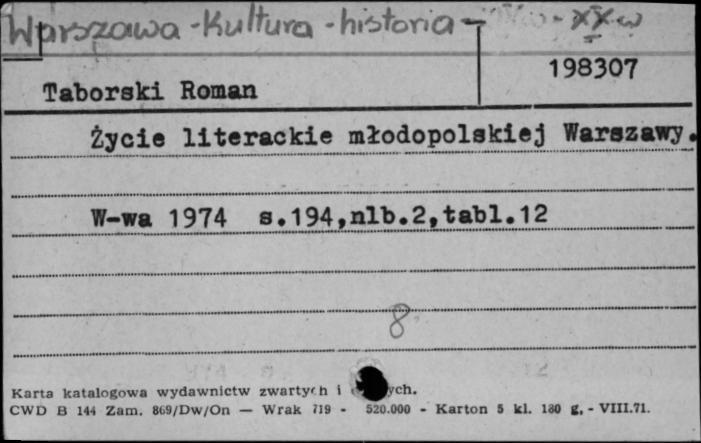 Warszawa - Kultura - historia - XX w
198307
Taborski Roman
Życie literackie młodopolskiej Warszawy.
W-wa 1974 s.194,nlb.2,tabl.12
8
Karta katalogowa wydawnictw zwartych i
CWD B 144 Zam. 869/Dw/On — Wrak 719 - 520.000 - Karton 5 kl. 180 g. - VIII.71.